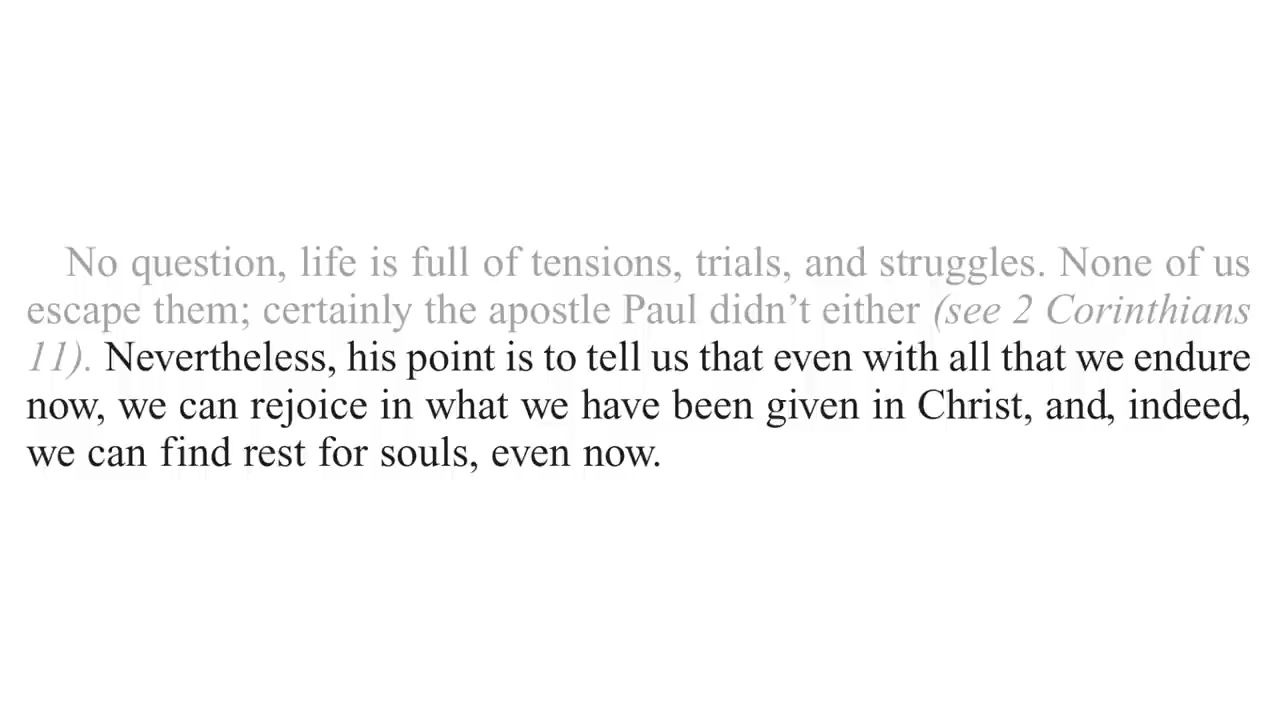 No question, life is full of tensions, trials, and struggles. None of us
escape them; certainly the apostle Paul didn’t either (see 2 Corinthians
11). Nevertheless, his point is to tell us that even with all that we endure
now, we can rejoice in what we have been given in Christ, and, indeed,
we can find rest for souls, even now.